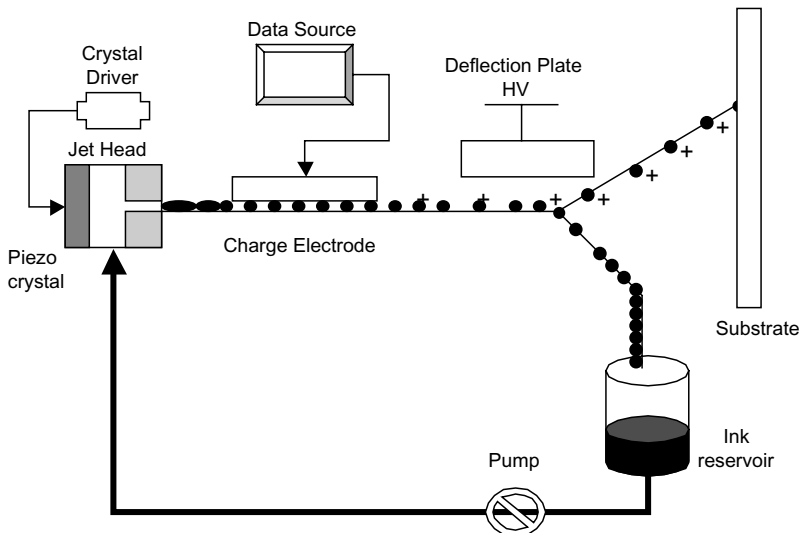 Data Source
Crystal
Driver
Deflection Plate
HV
Jet Head
+ + + + + + +
Charge Electrode
Piezo
crystal
Substrate
Ink
reservoir
Pump